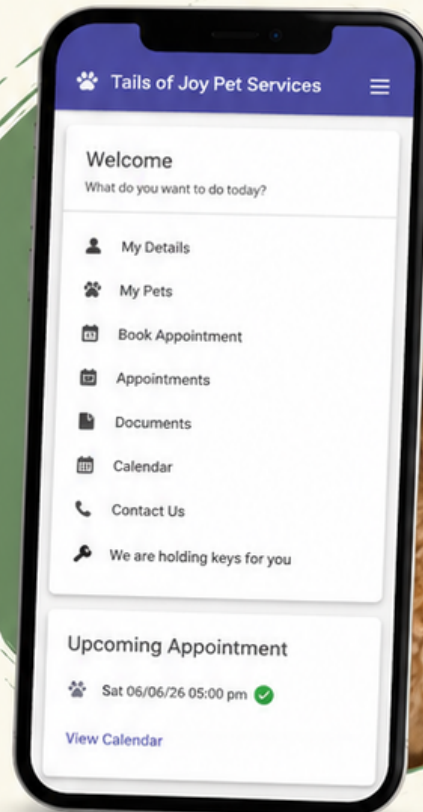 Tails of Joy Pet Services
Welcome
What do you want to do today?
My Details
My Pets
Book Appointment
Appointments
Documents
Calendar
Contact Us
We are holding keys for you
Upcoming Appointment
Sat 06/06/26 05:00 pm
View Calendar